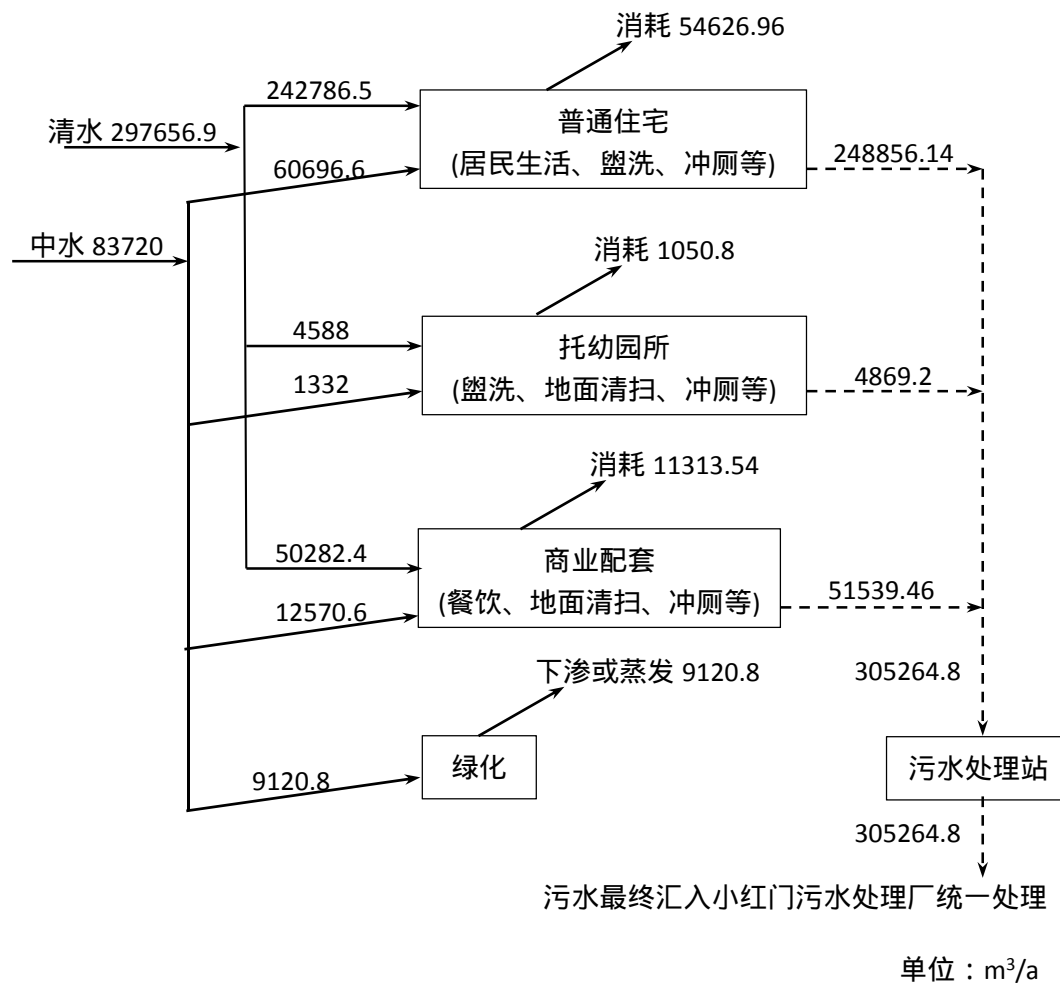 消耗 54626.96
242786.5
普通住宅
清水 297656.9
(居民生活、盥洗、冲厕等)
248856.14
60696.6
中水 83720
消耗 1050.8
4588
托幼园所
1332
(盥洗、地面清扫、冲厕等)
4869.2
消耗 11313.54
50282.4
商业配套
(餐饮、地面清扫、冲厕等)
51539.46
12570.6
下渗或蒸发 9120.8
305264.8
绿化
污水处理站
9120.8
305264.8
污水最终汇入小红门污水处理厂统一处理
单位：m³/a